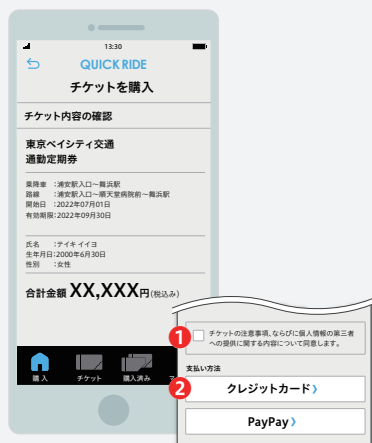 13:30
QUICK RIDE
チケットを購入
チケット内容の確認
東京ベイシティ交通
通勤定期券
乗降車 :浦安駅入口〜舞浜駅
路線 :浦安駅入口〜順天堂病院前〜舞浜駅
開始日 :2022年07月01日
有効期限:2022年09月30日
氏名 :テイキ イイヨ
生年月日:2000年6月30日
性別 :女性
合計金額 XX,XXX円(税込み)
購入 チケット 購入済み
1 チケットの注意事項、ならびに個人情報の第三者
への提供に関する内容について同意します。
支払い方法
2 クレジットカード 〉
PayPay 〉